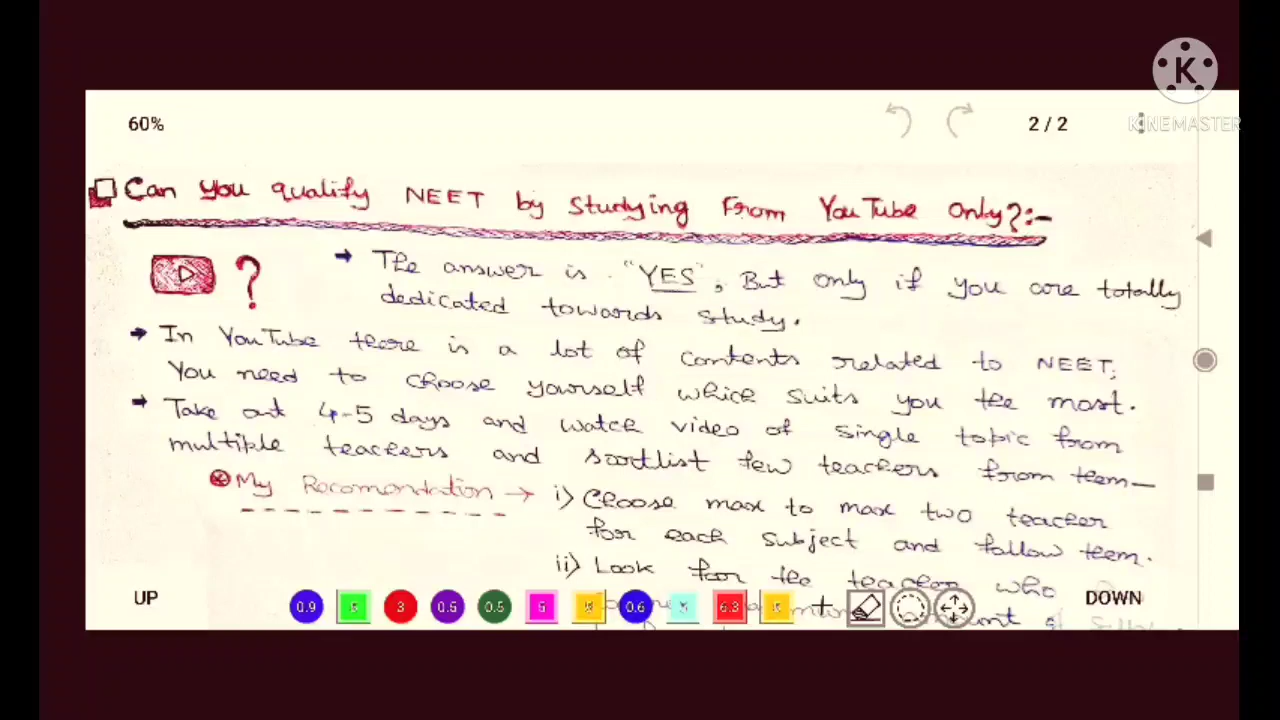 K
KINEMASTER
60%
2 / 2
Can you qualify NEET by Studying From YouTube Only?:-
?
→ The answer is "YES", But only if you are totally
dedicated towards study.
→ In YouTube there is a lot of contents related to NEET,
You need to choose yourself which suits you the most.
→ Take out 4-5 days and watch video of single topic from
multiple teachers and shortlist few teachers from them—
My Recomondation → i) Choose max to max two teacher
for each subject and follow them.
ii) Look for the teacher who
UP
0.9 5 3 0.5 0.5 5 0.6 6.3
DOWN